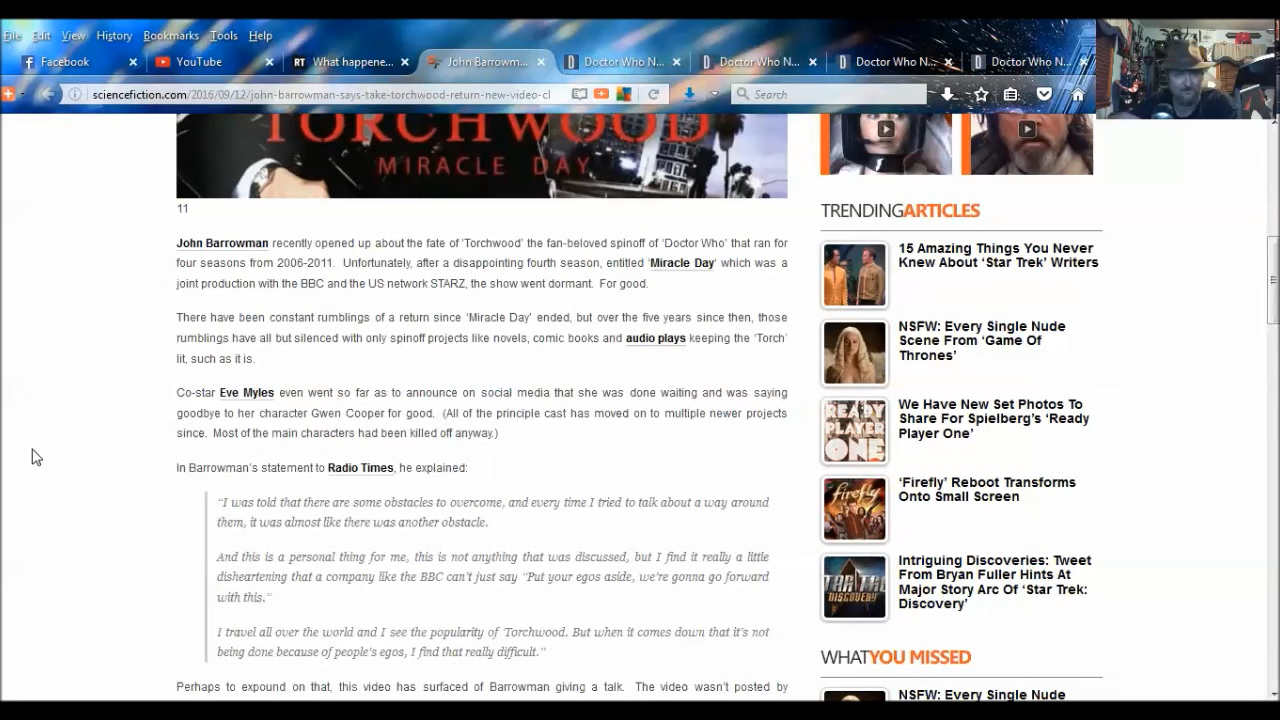 File Edit View History Bookmarks Tools Help
Facebook × YouTube × RT What happene... × John Barrowm... × Doctor Who N... × Doctor Who N... × Doctor Who N... × Doctor Who N... ×
sciencefiction.com/2016/09/12/john-barrowman-says-take-torchwood-return-new-video-cl
Search
TORCHWOOD
MIRACLE DAY
11
John Barrowman recently opened up about the fate of 'Torchwood' the fan-beloved spinoff of 'Doctor Who' that ran for
four seasons from 2006-2011. Unfortunately, after a disappointing fourth season, entitled 'Miracle Day' which was a
joint production with the BBC and the US network STARZ, the show went dormant. For good.
There have been constant rumblings of a return since 'Miracle Day' ended, but over the five years since then, those
rumblings have all but silenced with only spinoff projects like novels, comic books and audio plays keeping the 'Torch'
lit, such as it is.
Co-star Eve Myles even went so far as to announce on social media that she was done waiting and was saying
goodbye to her character Gwen Cooper for good. (All of the principle cast has moved on to multiple newer projects
since. Most of the main characters had been killed off anyway.)
In Barrowman's statement to Radio Times, he explained:
"I was told that there are some obstacles to overcome, and every time I tried to talk about a way around
them, it was almost like there was another obstacle.
And this is a personal thing for me, this is not anything that was discussed, but I find it really a little
disheartening that a company like the BBC can't just say "Put your egos aside, we're gonna go forward
with this."
I travel all over the world and I see the popularity of 'Torchwood. But when it comes down that it's not
being done because of people's egos, I find that really difficult."
Perhaps to expound on that, this video has surfaced of Barrowman giving a talk. The video wasn't posted by
TRENDINGARTICLES
15 Amazing Things You Never
Knew About 'Star Trek' Writers
NSFW: Every Single Nude
Scene From 'Game Of
Thrones'
READY
PLAYER
ONE
We Have New Set Photos To
Share For Spielberg's 'Ready
Player One'
firefly
'Firefly' Reboot Transforms
Onto Small Screen
STAR TREK
DISCOVERY
Intriguing Discoveries: Tweet
From Bryan Fuller Hints At
Major Story Arc Of 'Star Trek:
Discovery'
WHATYOU MISSED
NSFW: Every Single Nude